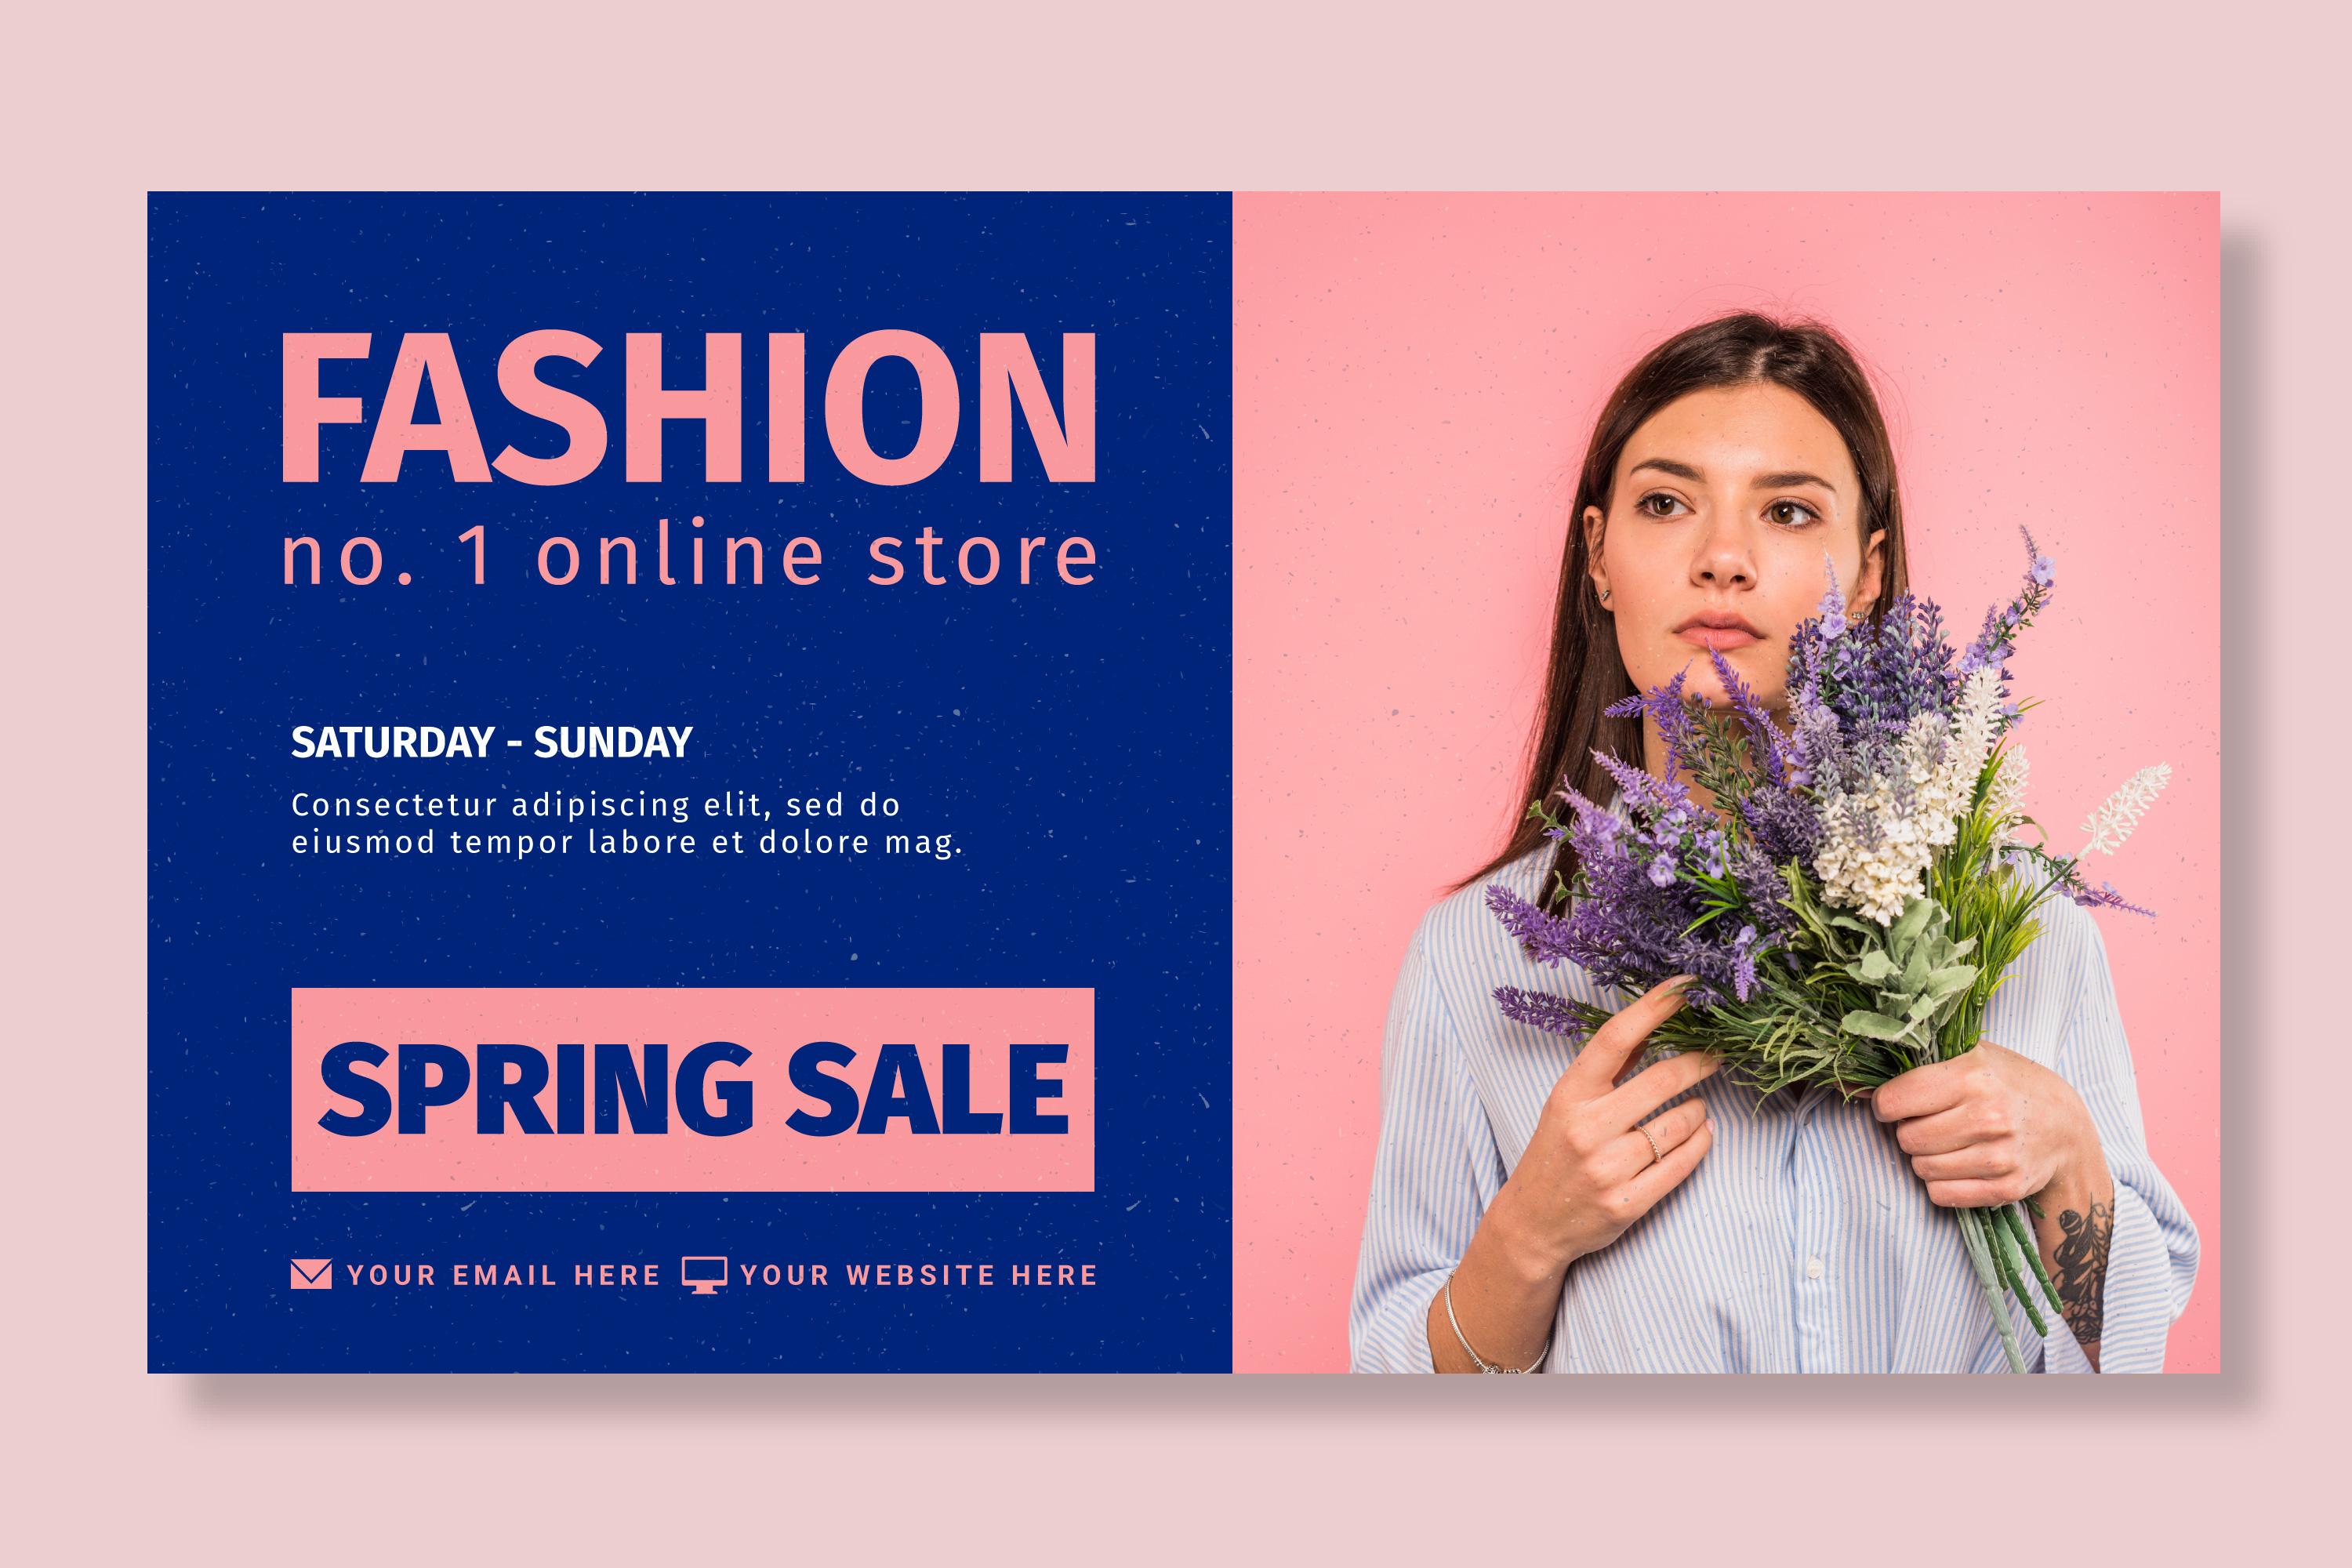 FASHION
no. 1 online store
SATURDAY - SUNDAY
Consectetur adipiscing elit, sed do
eiusmod tempor labore et dolore mag.
SPRING SALE
YOUR EMAIL HERE YOUR WEBSITE HERE